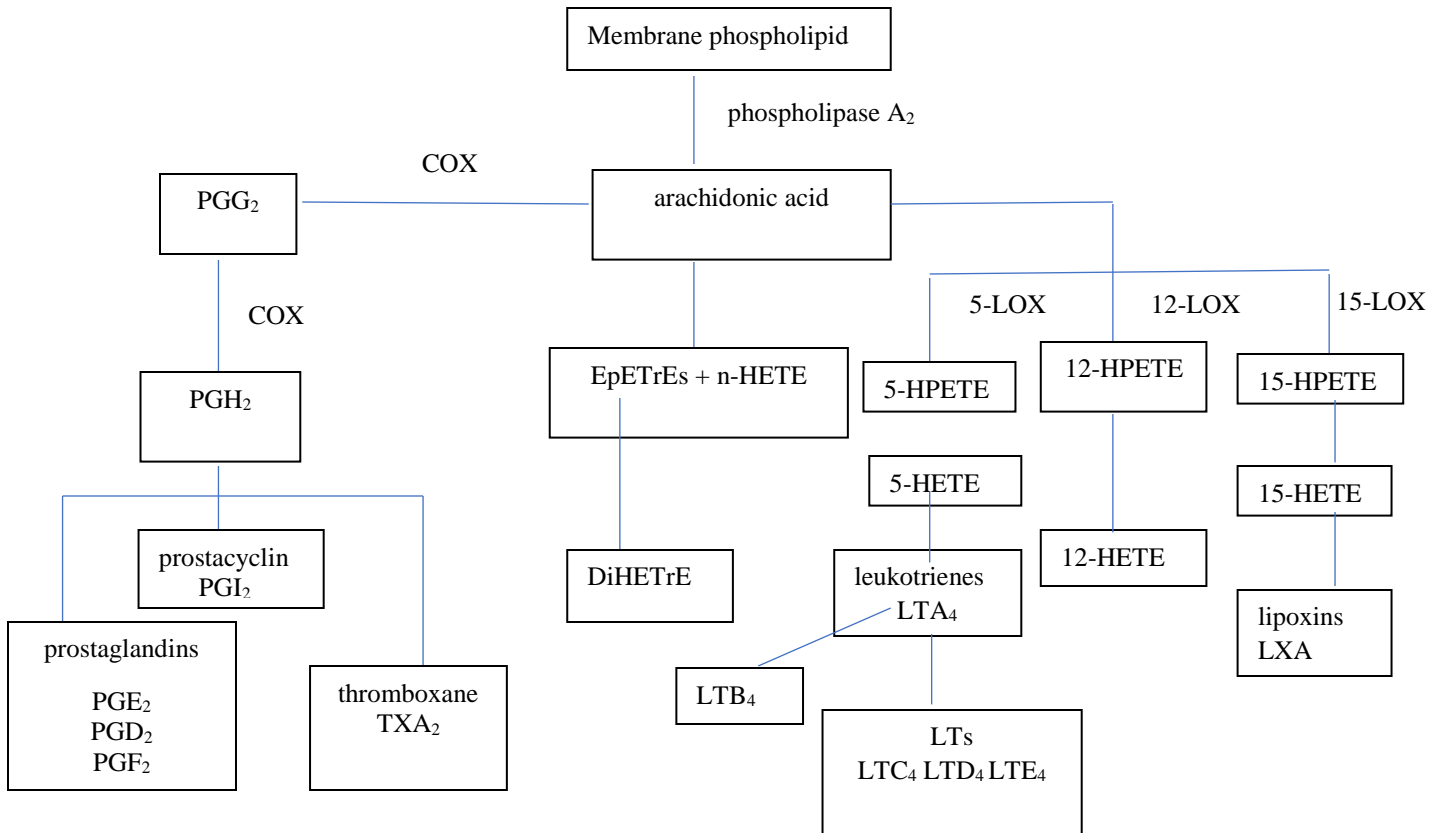 Membrane phospholipid
phospholipase A₂
COX
PGG₂
arachidonic acid
COX
5-LOX
12-LOX
15-LOX
EpETrEs + n-HETE
5-HPETE
12-HPETE
15-HPETE
PGH₂
5-HETE
15-HETE
prostacyclin
PGI₂
DiHETrE
leukotrienes
LTA₄
12-HETE
lipoxins
LXA
prostaglandins
PGE₂
PGD₂
PGF₂
thromboxane
TXA₂
LTB₄
LTs
LTC₄ LTD₄ LTE₄